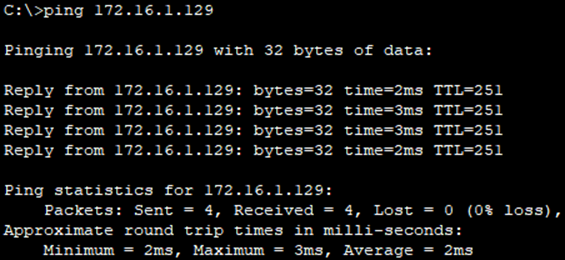 C:\>ping 172.16.1.129
Pinging 172.16.1.129 with 32 bytes of data:
Reply from 172.16.1.129: bytes=32 time=2ms TTL=251
Reply from 172.16.1.129: bytes=32 time=3ms TTL=251
Reply from 172.16.1.129: bytes=32 time=3ms TTL=251
Reply from 172.16.1.129: bytes=32 time=2ms TTL=251
Ping statistics for 172.16.1.129:
Packets: Sent = 4, Received = 4, Lost = 0 (0% loss),
Approximate round trip times in milli-seconds:
Minimum = 2ms, Maximum = 3ms, Average = 2ms